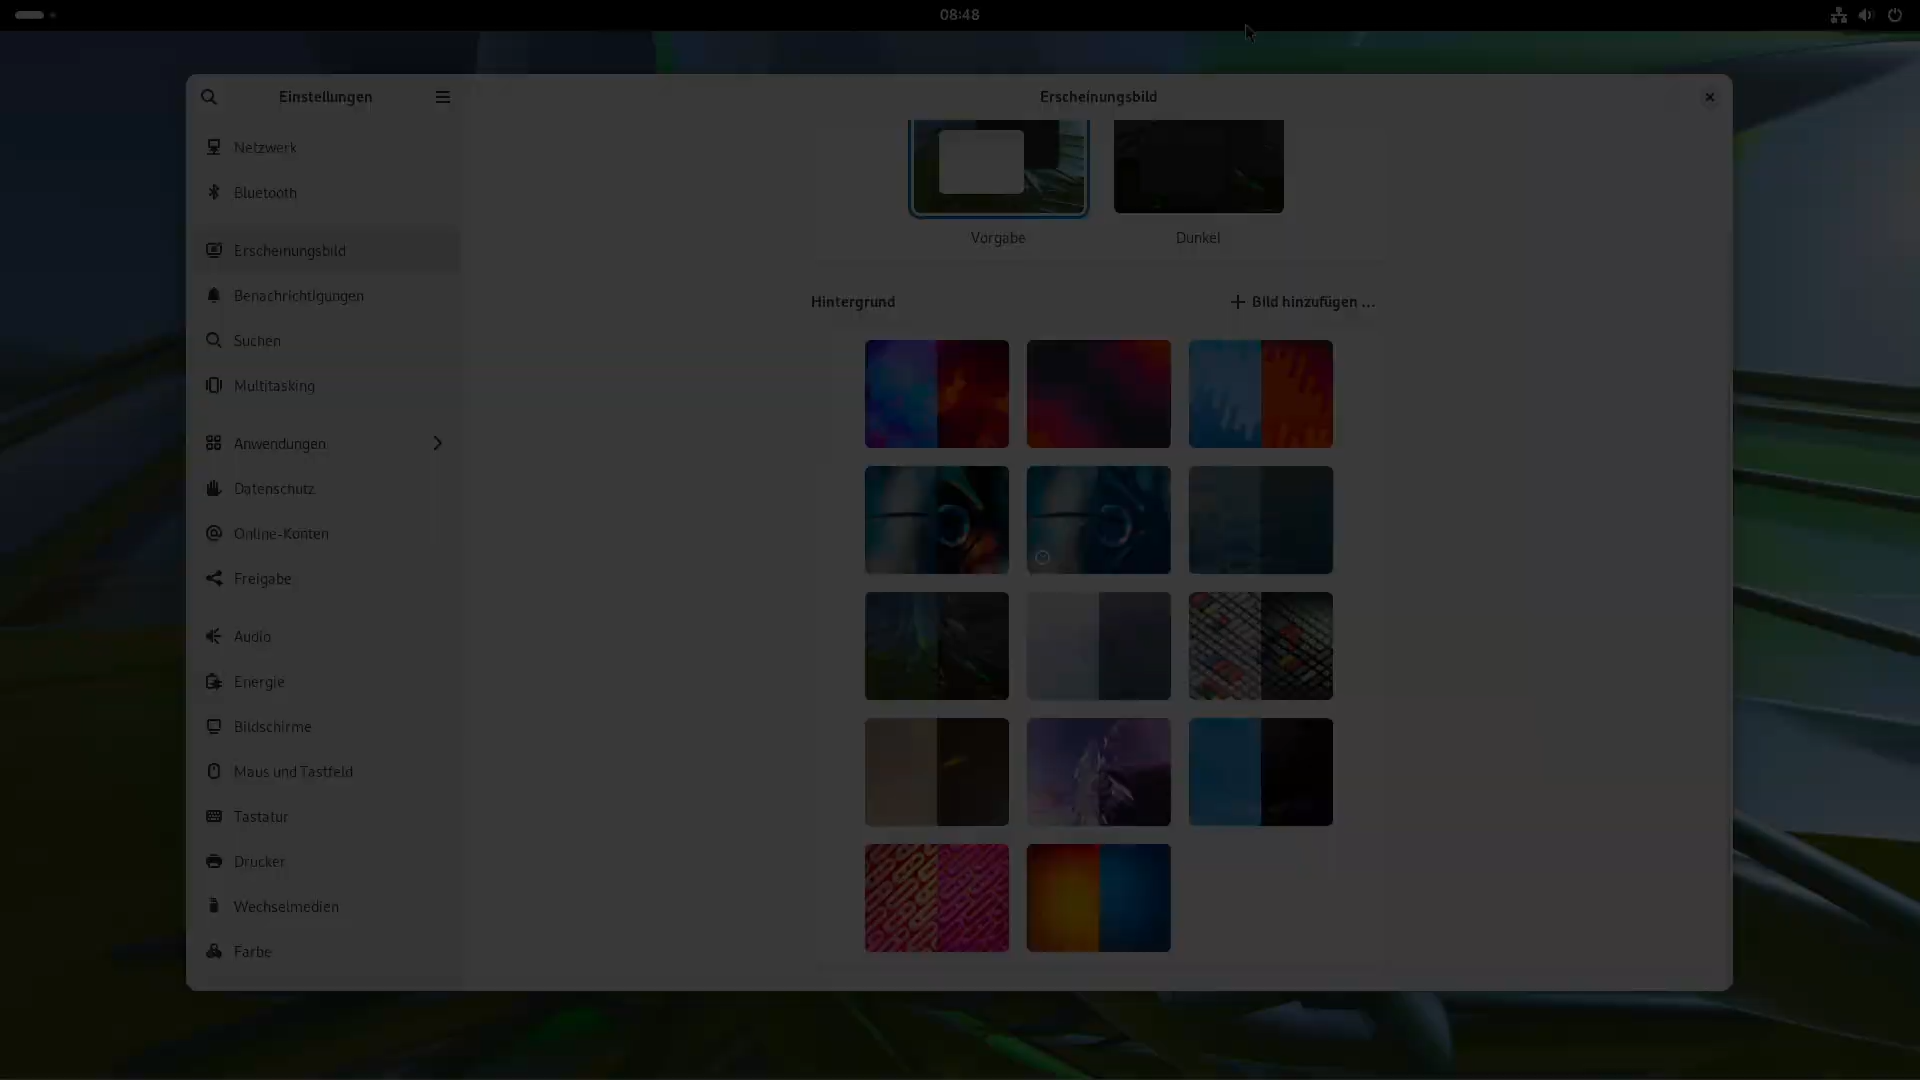 08:48
Einstellungen
Erscheinungsbild
Netzwerk
Bluetooth
Erscheinungsbild
Benachrichtigungen
Suchen
Multitasking
Anwendungen
Datenschutz
Online-Konten
Freigabe
Audio
Energie
Bildschirme
Maus und Tastfeld
Tastatur
Drucker
Wechselmedien
Farbe
Vorgabe
Dunkel
Hintergrund
Bild hinzufügen ...